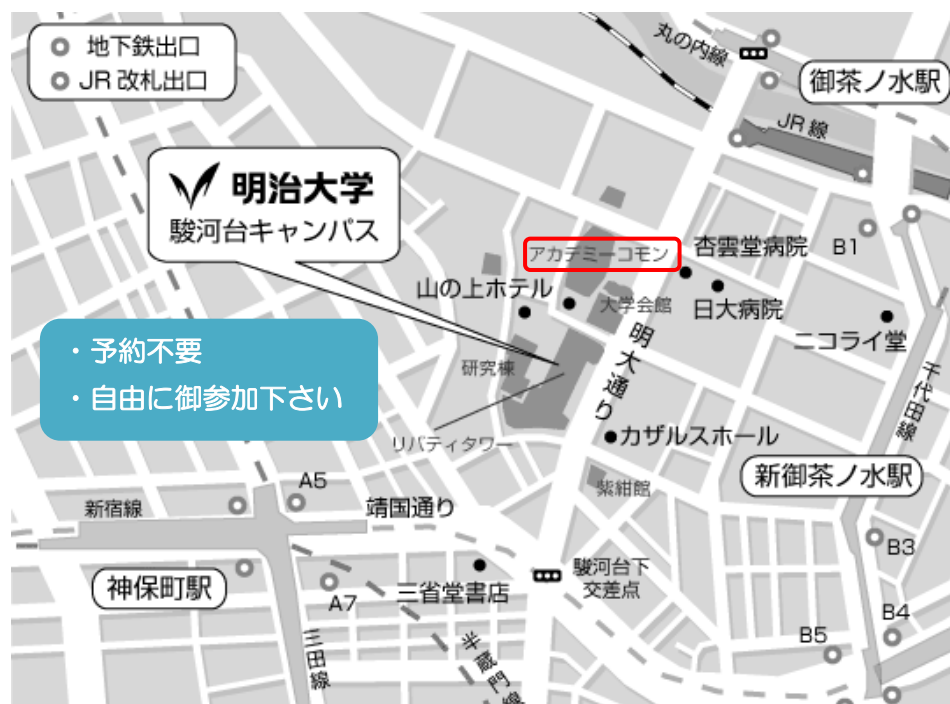 地下鉄出口
JR 改札出口
丸の内線
御茶ノ水駅
JR 線
明治大学
駿河台キャンパス
アカデミーコモン
杏雲堂病院
B1
山の上ホテル
大学会館
日大病院
ニコライ堂
・予約不要
・自由に御参加下さい
研究棟
明大通り
千代田線
リバティタワー
カザルスホール
新御茶ノ水駅
紫紺館
A5
新宿線
靖国通り
B3
神保町駅
A7
三省堂書店
駿河台下
交差点
三田線
半蔵門線
B4
B5